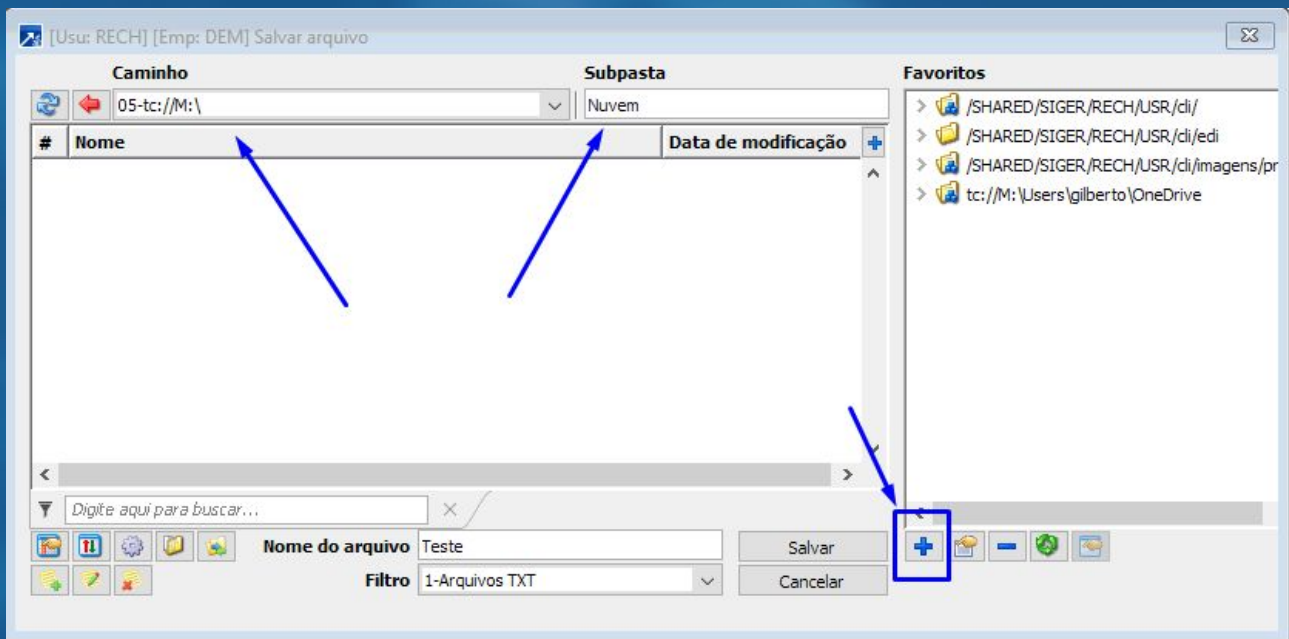 [Usu: RECH] [Emp: DEM] Salvar arquivo
Caminho Subpasta Favoritos
05-tc://M:\ Nuvem
# Nome Data de modificação
/SHARED/SIGER/RECH/USR/cli/
/SHARED/SIGER/RECH/USR/cli/edi
/SHARED/SIGER/RECH/USR/cli/imagens/pr
tc://M:\Users\gilberto\OneDrive
Digite aqui para buscar...
Nome do arquivo Teste Salvar
Filtro 1-Arquivos TXT Cancelar